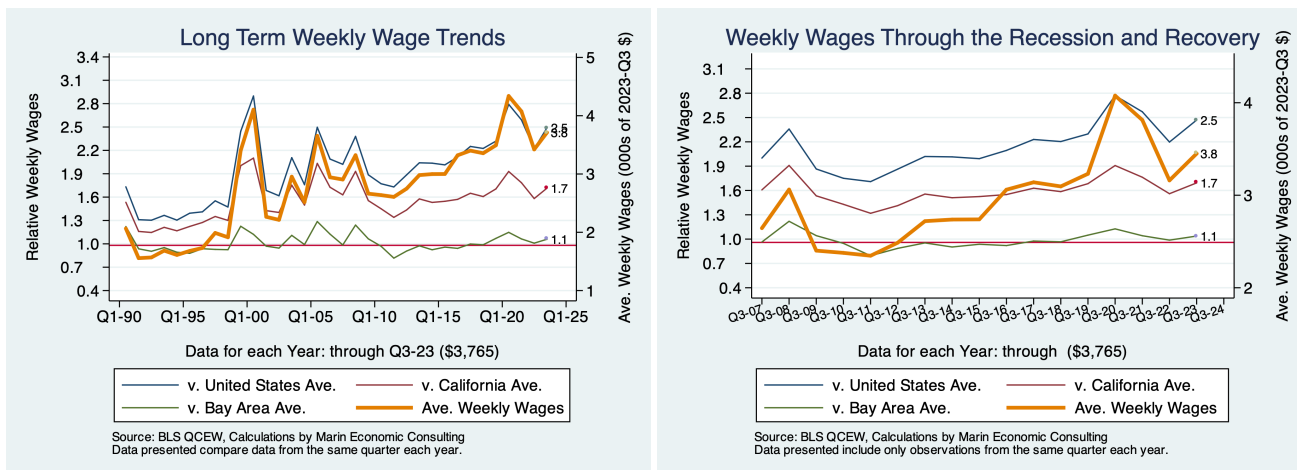 Long Term Weekly Wage Trends
Relative Weekly Wages
3.4
3.1
2.8
2.5
2.2
1.9
1.6
1.3
1.0
0.7
0.4
5
4
3
2
1
Ave. Weekly Wages (000s of 2023-Q3 $)
2.5
3.8
1.7
1.1
Q1-90 Q1-95 Q1-00 Q1-05 Q1-10 Q1-15 Q1-20 Q1-25
Data for each Year: through Q3-23 ($3,765)
v. United States Ave. v. California Ave.
v. Bay Area Ave. Ave. Weekly Wages
Source: BLS QCEW, Calculations by Marin Economic Consulting
Data presented compare data from the same quarter each year.
Weekly Wages Through the Recession and Recovery
Relative Weekly Wages
3.1
2.8
2.5
2.2
1.9
1.6
1.3
1.0
0.7
0.4
4
3
2
Ave. Weekly Wages (000s of 2023-Q3 $)
2.5
3.8
1.7
1.1
Q3-07 Q3-08 Q3-09 Q3-10 Q3-11 Q3-12 Q3-13 Q3-14 Q3-15 Q3-16 Q3-17 Q3-18 Q3-19 Q3-20 Q3-21 Q3-22 Q3-23 Q3-24
Data for each Year: through ($3,765)
v. United States Ave. v. California Ave.
v. Bay Area Ave. Ave. Weekly Wages
Source: BLS QCEW, Calculations by Marin Economic Consulting
Data presented include only observations from the same quarter each year.